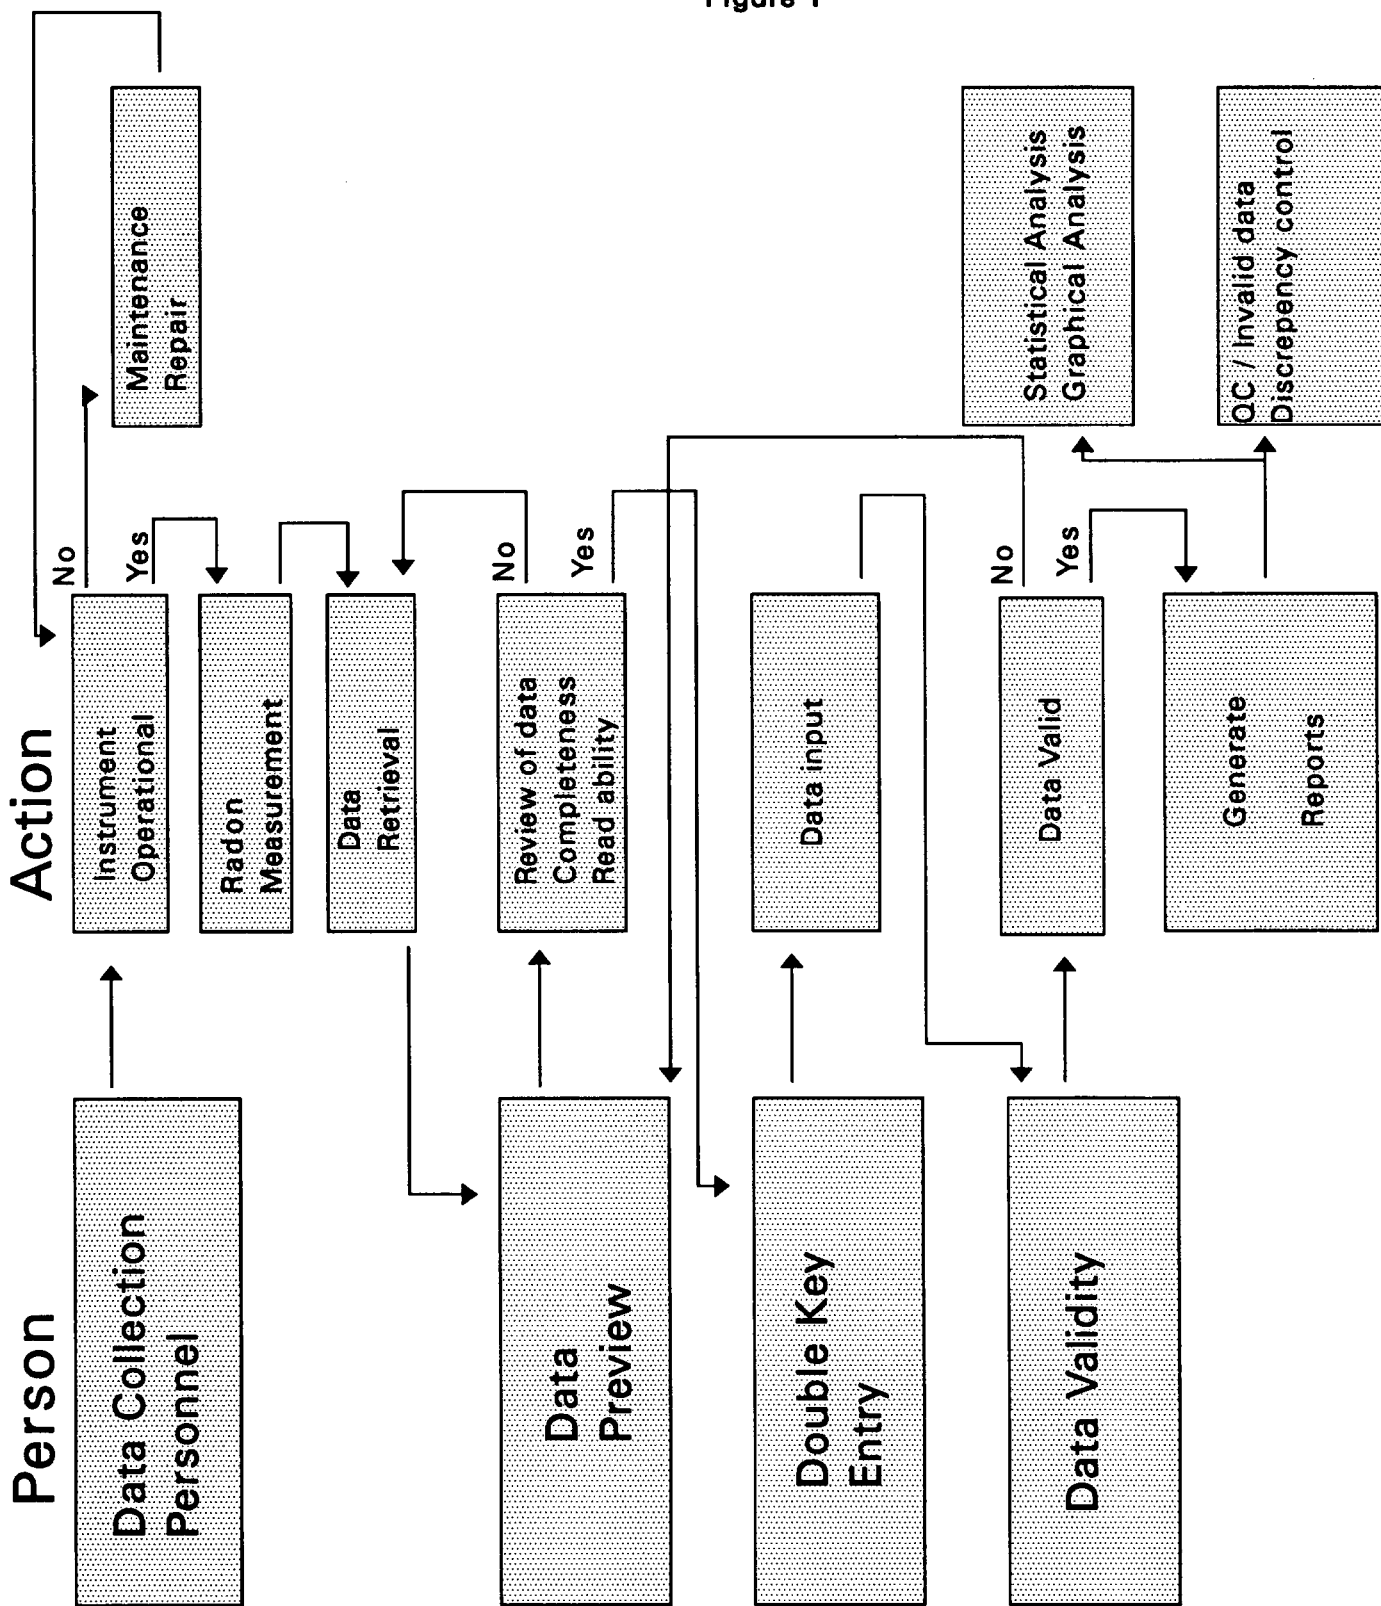 Figure 1
Person
Action
Data Collection
Personnel
Instrument
Operational
No
Yes
Maintenance
Repair
Radon
Measurement
Data
Retrieval
Data
Preview
Review of data
Completeness
Read ability
No
Yes
Double Key
Entry
Data input
Data Validity
Data Valid
No
Yes
Generate
Reports
Statistical Analysis
Graphical Analysis
QC / Invalid data
Discrepency control